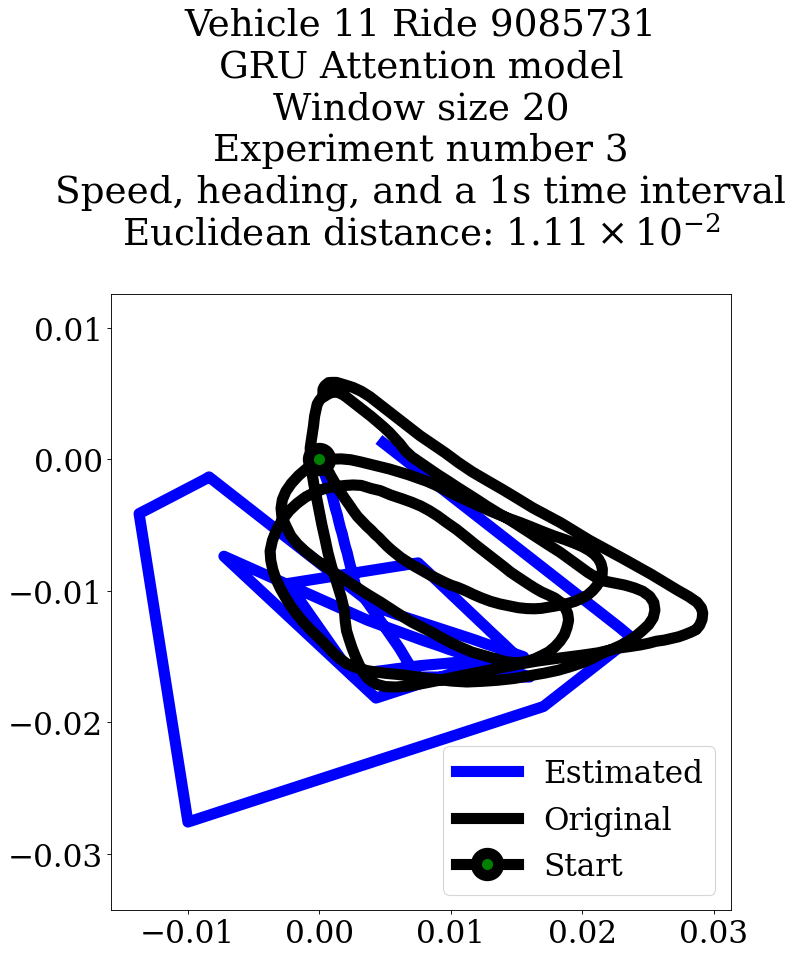 Vehicle 11 Ride 9085731
GRU Attention model
Window size 20
Experiment number 3
Speed, heading, and a 1s time interval
Euclidean distance: 1.11 × 10⁻²
0.01
0.00
−0.01
−0.02
−0.03
Estimated
Original
Start
−0.01 0.00 0.01 0.02 0.03